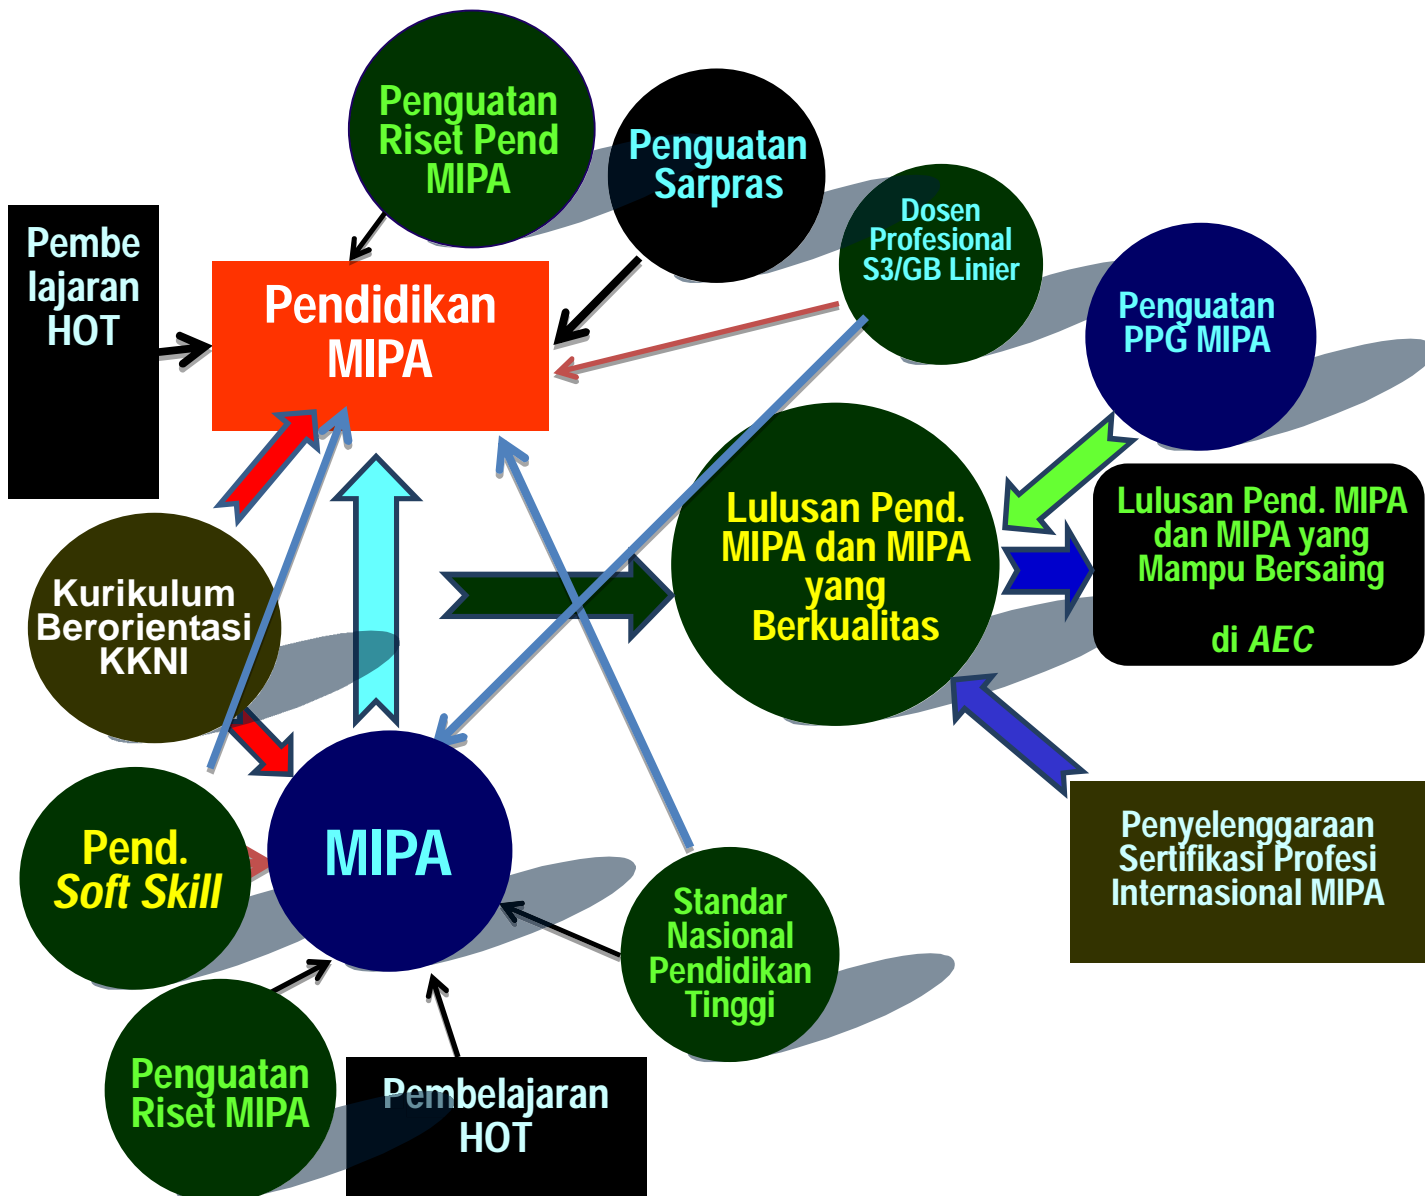 Penguatan
Riset Pend
MIPA
Penguatan
Sarpras
Dosen
Profesional
S3/GB Linier
Pembe
lajaran
HOT
Pendidikan
MIPA
Penguatan
PPG MIPA
Lulusan Pend.
MIPA dan MIPA
yang
Berkualitas
Lulusan Pend. MIPA
dan MIPA yang
Mampu Bersaing
di AEC
Kurikulum
Berorientasi
KKNI
Pend.
Soft Skill
MIPA
Standar
Nasional
Pendidikan
Tinggi
Penyelenggaraan
Sertifikasi Profesi
Internasional MIPA
Penguatan
Riset MIPA
Pembelajaran
HOT